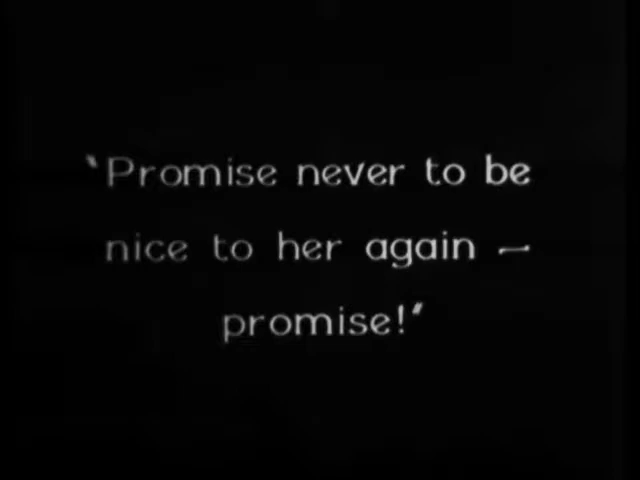 'Promise never to be
nice to her again —
promise!'